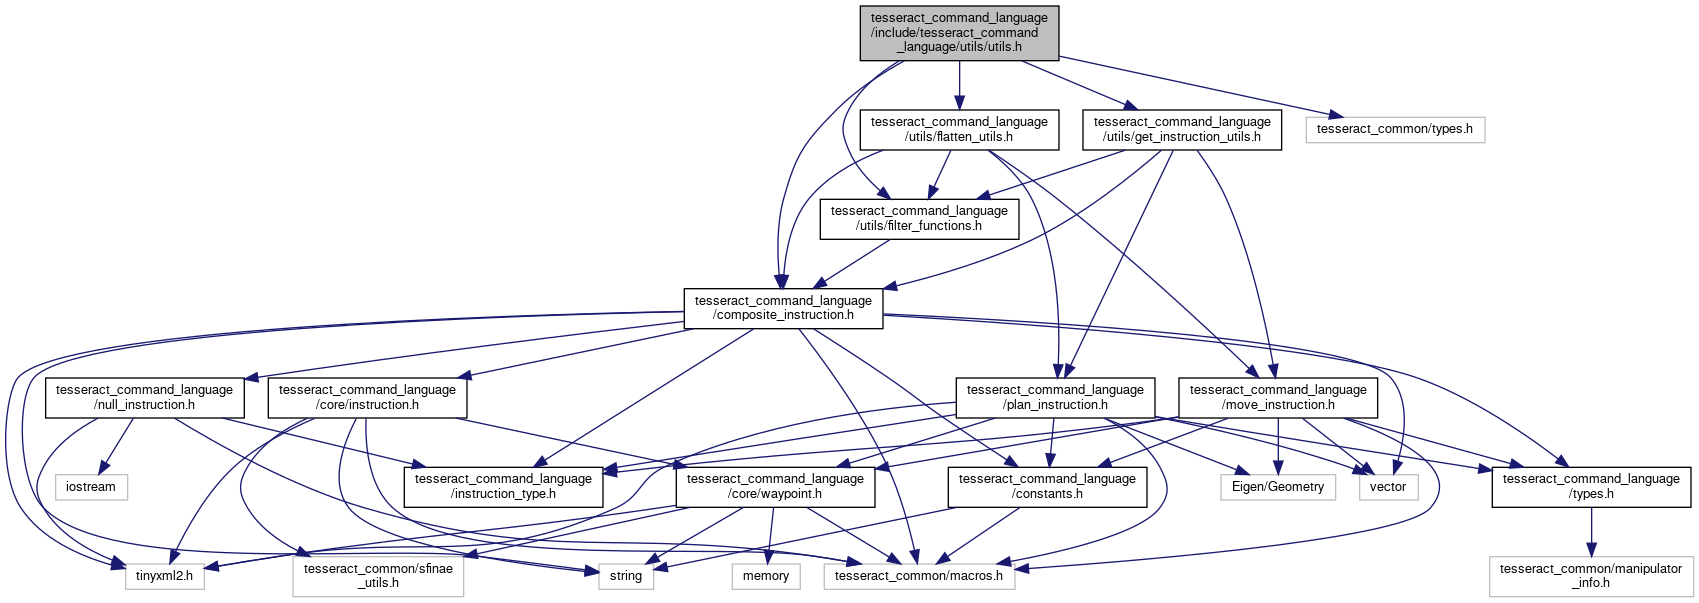 tesseract_command_language
/include/tesseract_command
_language/utils/utils.h
tesseract_command_language
/utils/flatten_utils.h
tesseract_command_language
/utils/get_instruction_utils.h
tesseract_common/types.h
tesseract_command_language
/utils/filter_functions.h
tesseract_command_language
/composite_instruction.h
tesseract_command_language
/null_instruction.h
tesseract_command_language
/core/instruction.h
tesseract_command_language
/plan_instruction.h
tesseract_command_language
/move_instruction.h
iostream
tesseract_command_language
/instruction_type.h
tesseract_command_language
/core/waypoint.h
tesseract_command_language
/constants.h
Eigen/Geometry
vector
tesseract_command_language
/types.h
tinyxml2.h
tesseract_common/sfinae
_utils.h
string
memory
tesseract_common/macros.h
tesseract_common/manipulator
_info.h